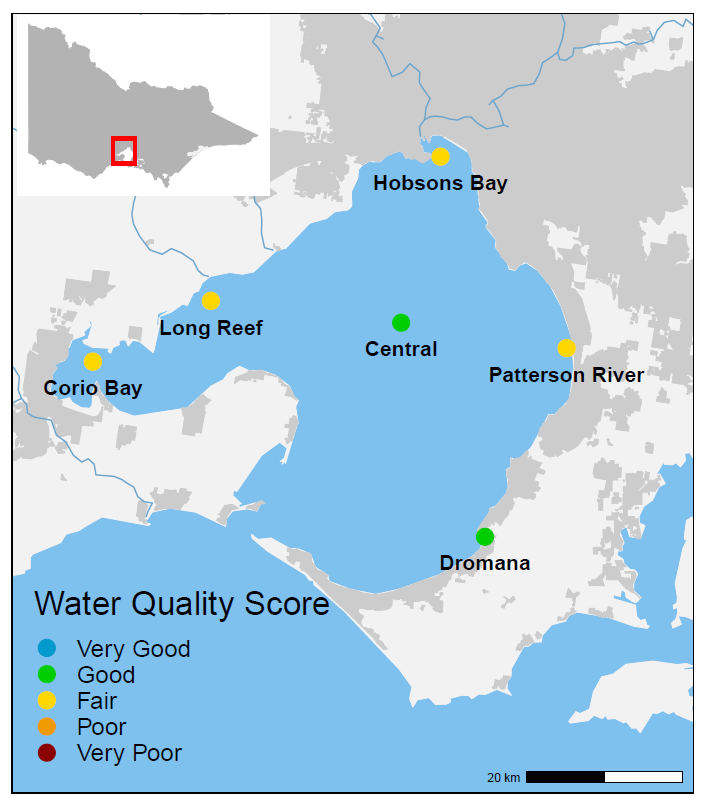 Hobsons Bay
Long Reef
Central
Patterson River
Corio Bay
Dromana
Water Quality Score
Very Good
Good
Fair
Poor
Very Poor
20 km